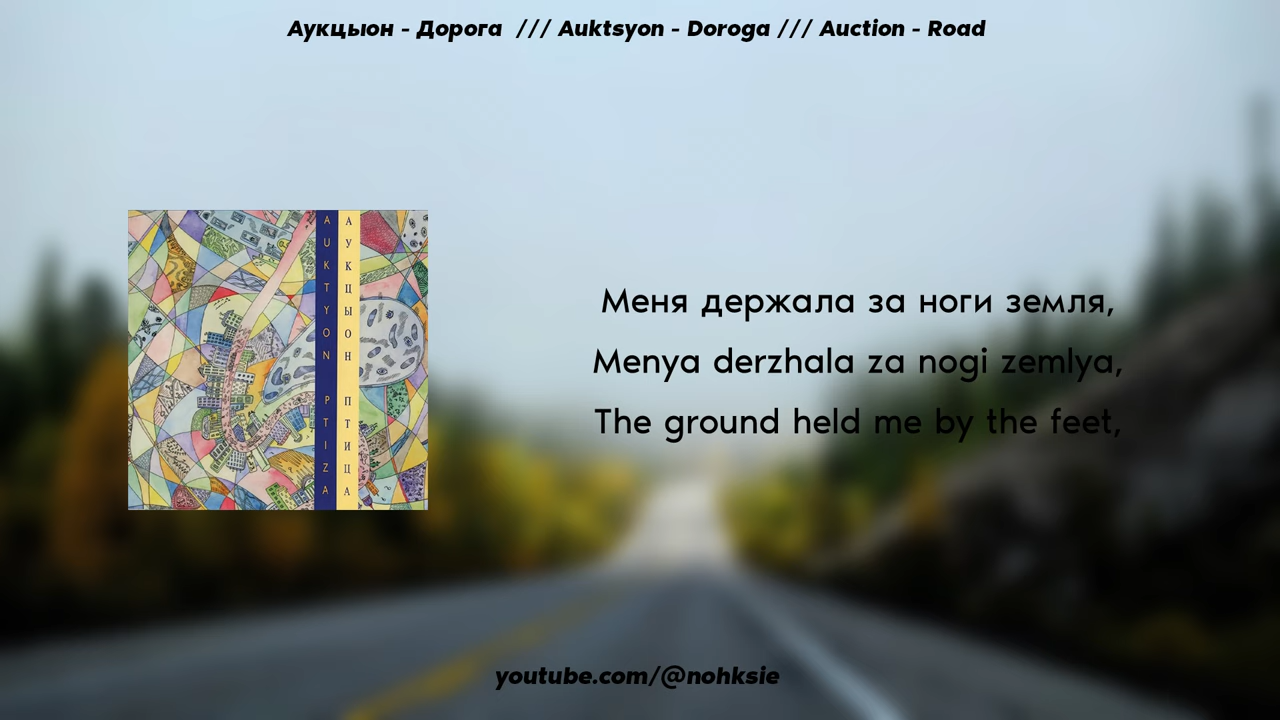 Аукцыон - Дорога /// Auktsyon - Doroga /// Auction - Road
AUKTYON PTIZA
АУКЦЫОН ПТИЦА
Меня держала за ноги земля,
Menya derzhala za nogi zemlya,
The ground held me by the feet,
youtube.com/@nohksie